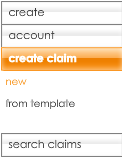 create
account
create claim
new
from template
search claims